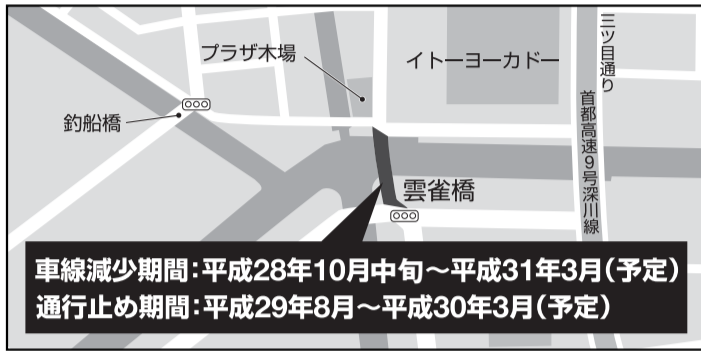 三ツ目通り
プラザ木場
イトーヨーカドー
釣船橋
首都高速9号深川線
雲雀橋
車線減少期間：平成28年10月中旬～平成31年3月（予定）
通行止め期間：平成29年8月～平成30年3月（予定）